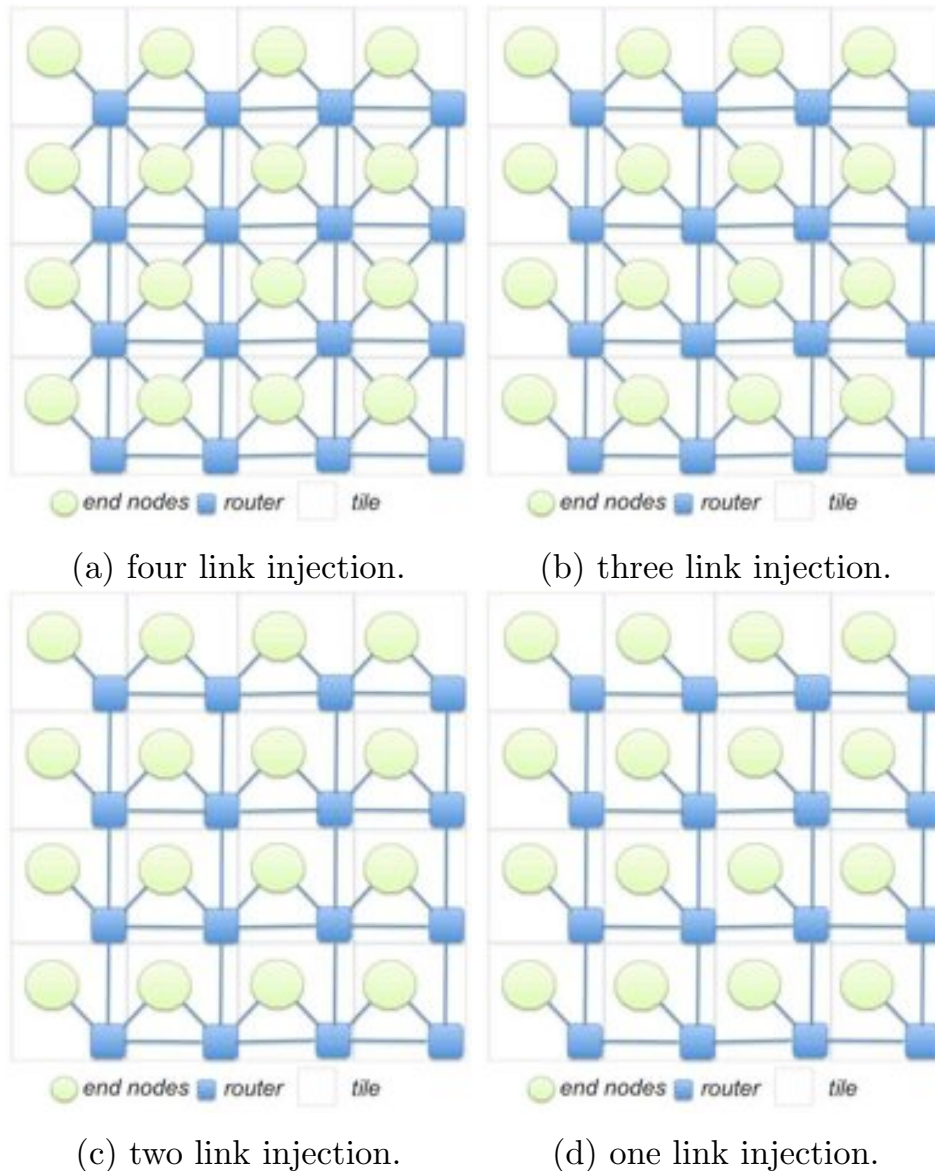 end nodes router tile
end nodes router tile
(a) four link injection.
(b) three link injection.
end nodes router tile
end nodes router tile
(c) two link injection.
(d) one link injection.